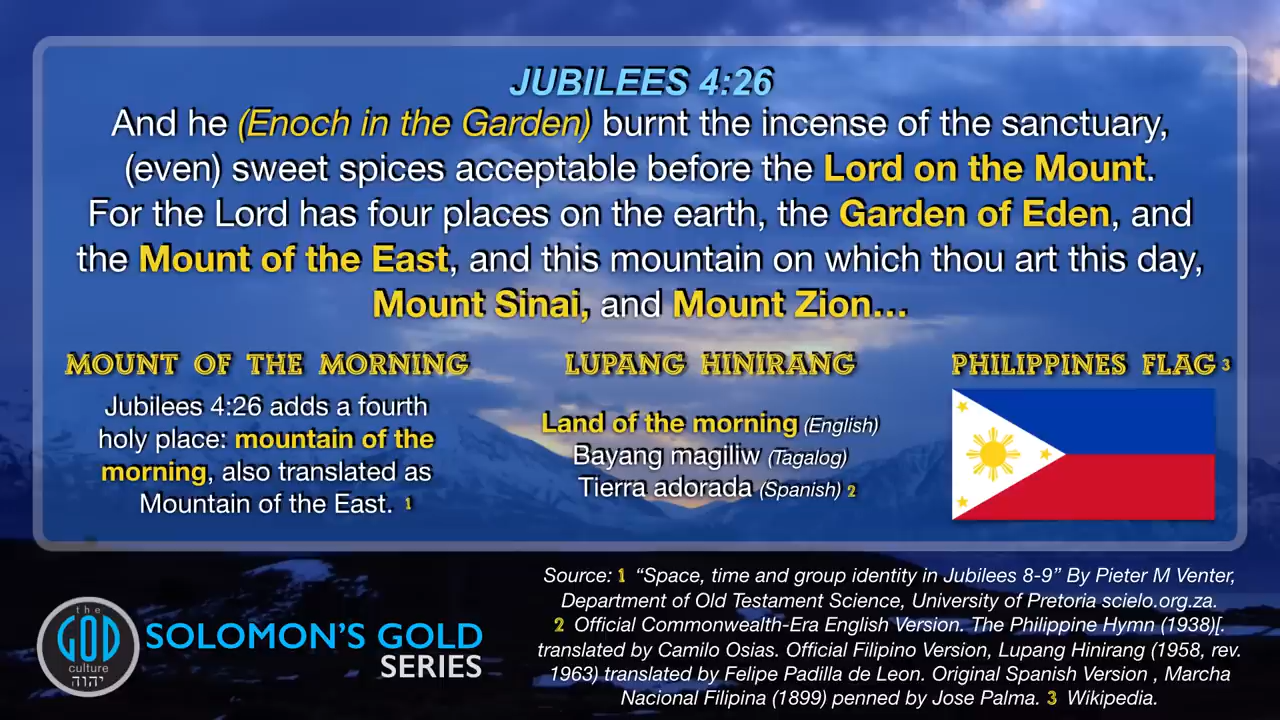 JUBILEES 4:26
And he (Enoch in the Garden) burnt the incense of the sanctuary,
(even) sweet spices acceptable before the Lord on the Mount.
For the Lord has four places on the earth, the Garden of Eden, and
the Mount of the East, and this mountain on which thou art this day,
Mount Sinai, and Mount Zion...
MOUNT OF THE MORNING
Jubilees 4:26 adds a fourth
holy place: mountain of the
morning, also translated as
Mountain of the East. 1
LUPANG HINIRANG
Land of the morning (English)
Bayang magiliw (Tagalog)
Tierra adorada (Spanish) 2
PHILIPPINES FLAG 3
Source: 1 “Space, time and group identity in Jubilees 8-9” By Pieter M Venter,
Department of Old Testament Science, University of Pretoria scielo.org.za.
2 Official Commonwealth-Era English Version. The Philippine Hymn (1938)[.
translated by Camilo Osias. Official Filipino Version, Lupang Hinirang (1958, rev.
1963) translated by Felipe Padilla de Leon. Original Spanish Version , Marcha
Nacional Filipina (1899) penned by Jose Palma. 3 Wikipedia.
the
GOD
culture
יהוה
SOLOMON'S GOLD
SERIES